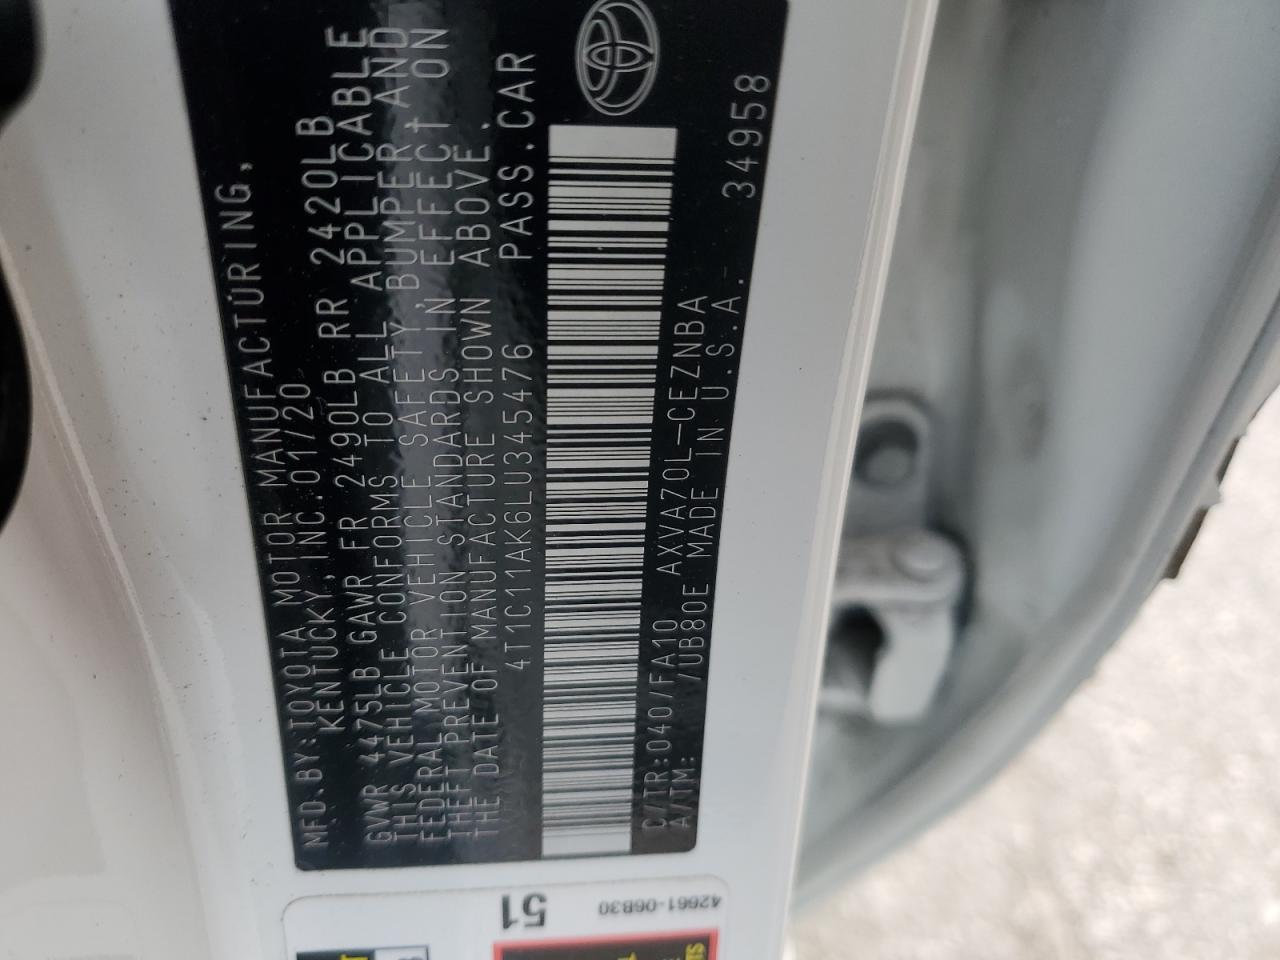 MFD.BY:TOYOTA MOTOR MANUFACTURING,
KENTUCKY, INC.01/20
GVWR 4475LB GAWR FR 2490LB RR 2420LB
THIS VEHICLE CONFORMS TO ALL APPLICABLE
FEDERAL MOTOR VEHICLE SAFETY, BUMPER AND
THEFT PREVENTION STANDARDS IN EFFECT ON
THE DATE OF MANUFACTURE SHOWN ABOVE.
4T1C11AK6LU345476 PASS.CAR
C/TR:040/FA10 AXVA70L-CEZNBA
A/TM: /UB80E MADE IN U.S.A. 34958
42661-06B30
51